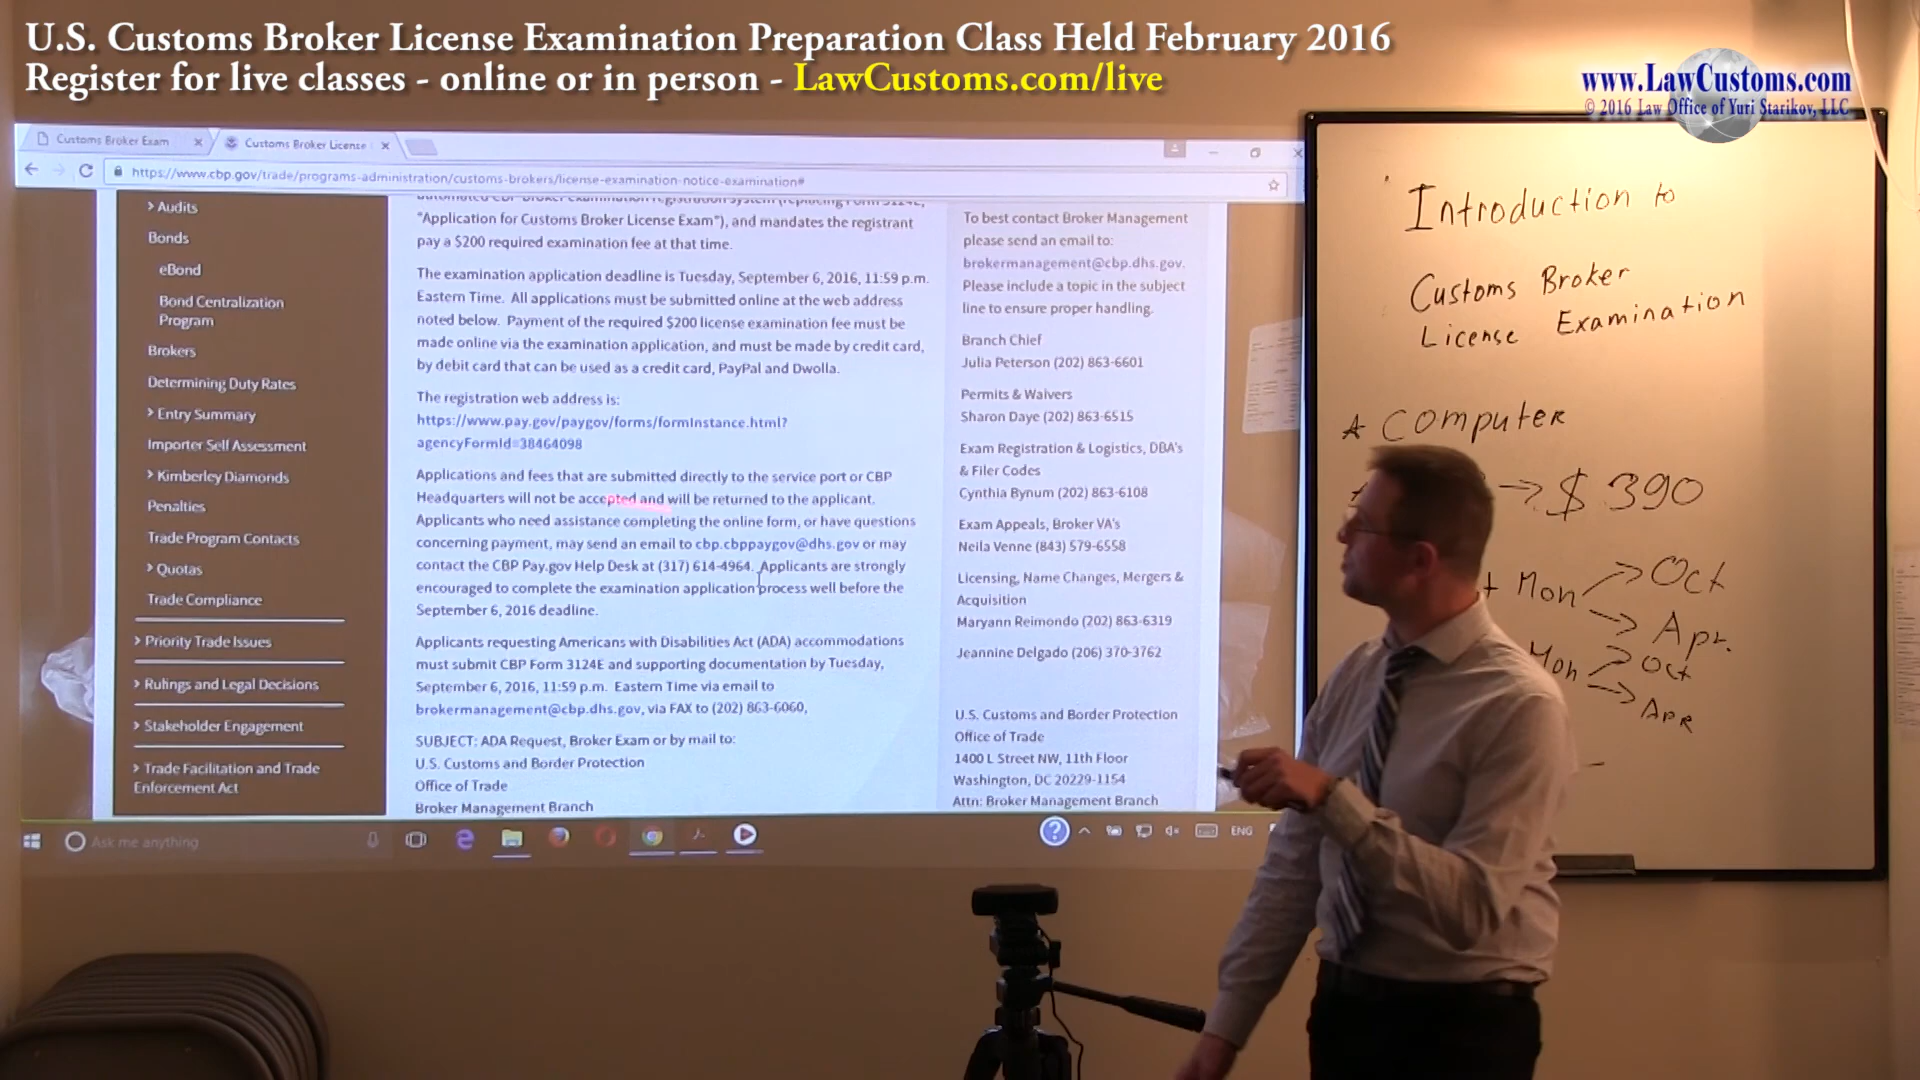 U.S. Customs Broker License Examination Preparation Class Held February 2016
Register for live classes - online or in person - LawCustoms.com/live
www.LawCustoms.com
© 2016 Law Office of Yuri Starikov, LLC
Customs Broker Exam
Customs Broker License
https://www.cbp.gov/trade/programs-administration/customs-brokers/license-examination-notice-examination#
> Audits
Bonds
eBond
Bond Centralization
Program
Brokers
Determining Duty Rates
> Entry Summary
Importer Self Assessment
> Kimberley Diamonds
Penalties
Trade Program Contacts
> Quotas
Trade Compliance
> Priority Trade Issues
> Rulings and Legal Decisions
> Stakeholder Engagement
> Trade Facilitation and Trade
Enforcement Act
automated CBP broker examination registration system (replacing Form 3124E,
"Application for Customs Broker License Exam"), and mandates the registrant
pay a $200 required examination fee at that time.
The examination application deadline is Tuesday, September 6, 2016, 11:59 p.m.
Eastern Time. All applications must be submitted online at the web address
noted below. Payment of the required $200 license examination fee must be
made online via the examination application, and must be made by credit card,
by debit card that can be used as a credit card, PayPal and Dwolla.
The registration web address is:
https://www.pay.gov/paygov/forms/formInstance.html?
agencyFormId=38464098
Applications and fees that are submitted directly to the service port or CBP
Headquarters will not be accepted and will be returned to the applicant.
Applicants who need assistance completing the online form, or have questions
concerning payment, may send an email to cbp.cbppaygov@dhs.gov or may
contact the CBP Pay.gov Help Desk at (317) 614-4964. Applicants are strongly
encouraged to complete the examination application process well before the
September 6, 2016 deadline.
Applicants requesting Americans with Disabilities Act (ADA) accommodations
must submit CBP Form 3124E and supporting documentation by Tuesday,
September 6, 2016, 11:59 p.m. Eastern Time via email to
brokermanagement@cbp.dhs.gov, via FAX to (202) 863-6060,
SUBJECT: ADA Request, Broker Exam or by mail to:
U.S. Customs and Border Protection
Office of Trade
Broker Management Branch
To best contact Broker Management
please send an email to:
brokermanagement@cbp.dhs.gov.
Please include a topic in the subject
line to ensure proper handling.
Branch Chief
Julia Peterson (202) 863-6601
Permits & Waivers
Sharon Daye (202) 863-6515
Exam Registration & Logistics, DBA's
& Filer Codes
Cynthia Bynum (202) 863-6108
Exam Appeals, Broker VA's
Neila Venne (843) 579-6558
Licensing, Name Changes, Mergers &
Acquisition
Maryann Reimondo (202) 863-6319
Jeannine Delgado (206) 370-3762
U.S. Customs and Border Protection
Office of Trade
1400 L Street NW, 11th Floor
Washington, DC 20229-1154
Attn: Broker Management Branch
Ask me anything
ENG
Introduction to
Customs Broker
License Examination
Computer
→ $ 390
Mon → Oct
→ Apr.
Mon → Oct
→ Apr